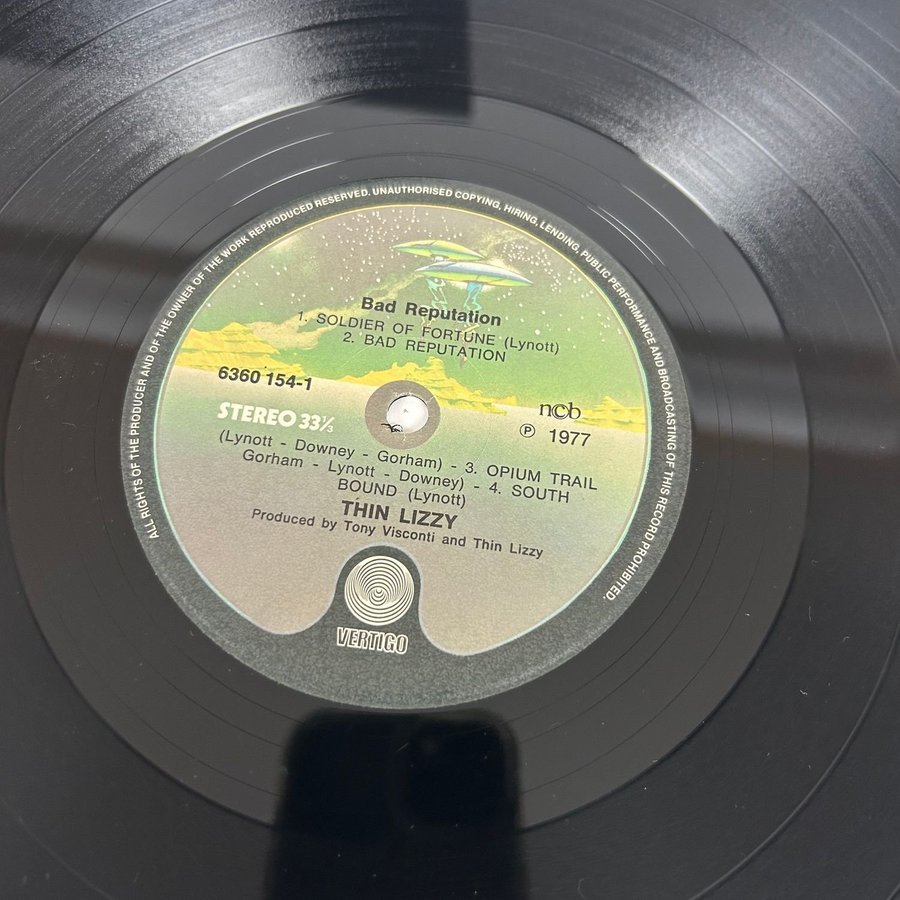 ALL RIGHTS OF THE PRODUCER AND OF THE OWNER OF THE WORK REPRODUCED RESERVED. UNAUTHORISED COPYING, HIRING, LENDING, PUBLIC PERFORMANCE AND BROADCASTING OF THIS RECORD PROHIBITED.
Bad Reputation
1. SOLDIER OF FORTUNE (Lynott)
2. BAD REPUTATION
6360 154-1
STEREO 33⅓
ncb
℗ 1977
(Lynott - Downey - Gorham) - 3. OPIUM TRAIL
Gorham - Lynott - Downey) - 4. SOUTH
BOUND (Lynott)
THIN LIZZY
Produced by Tony Visconti and Thin Lizzy
VERTIGO